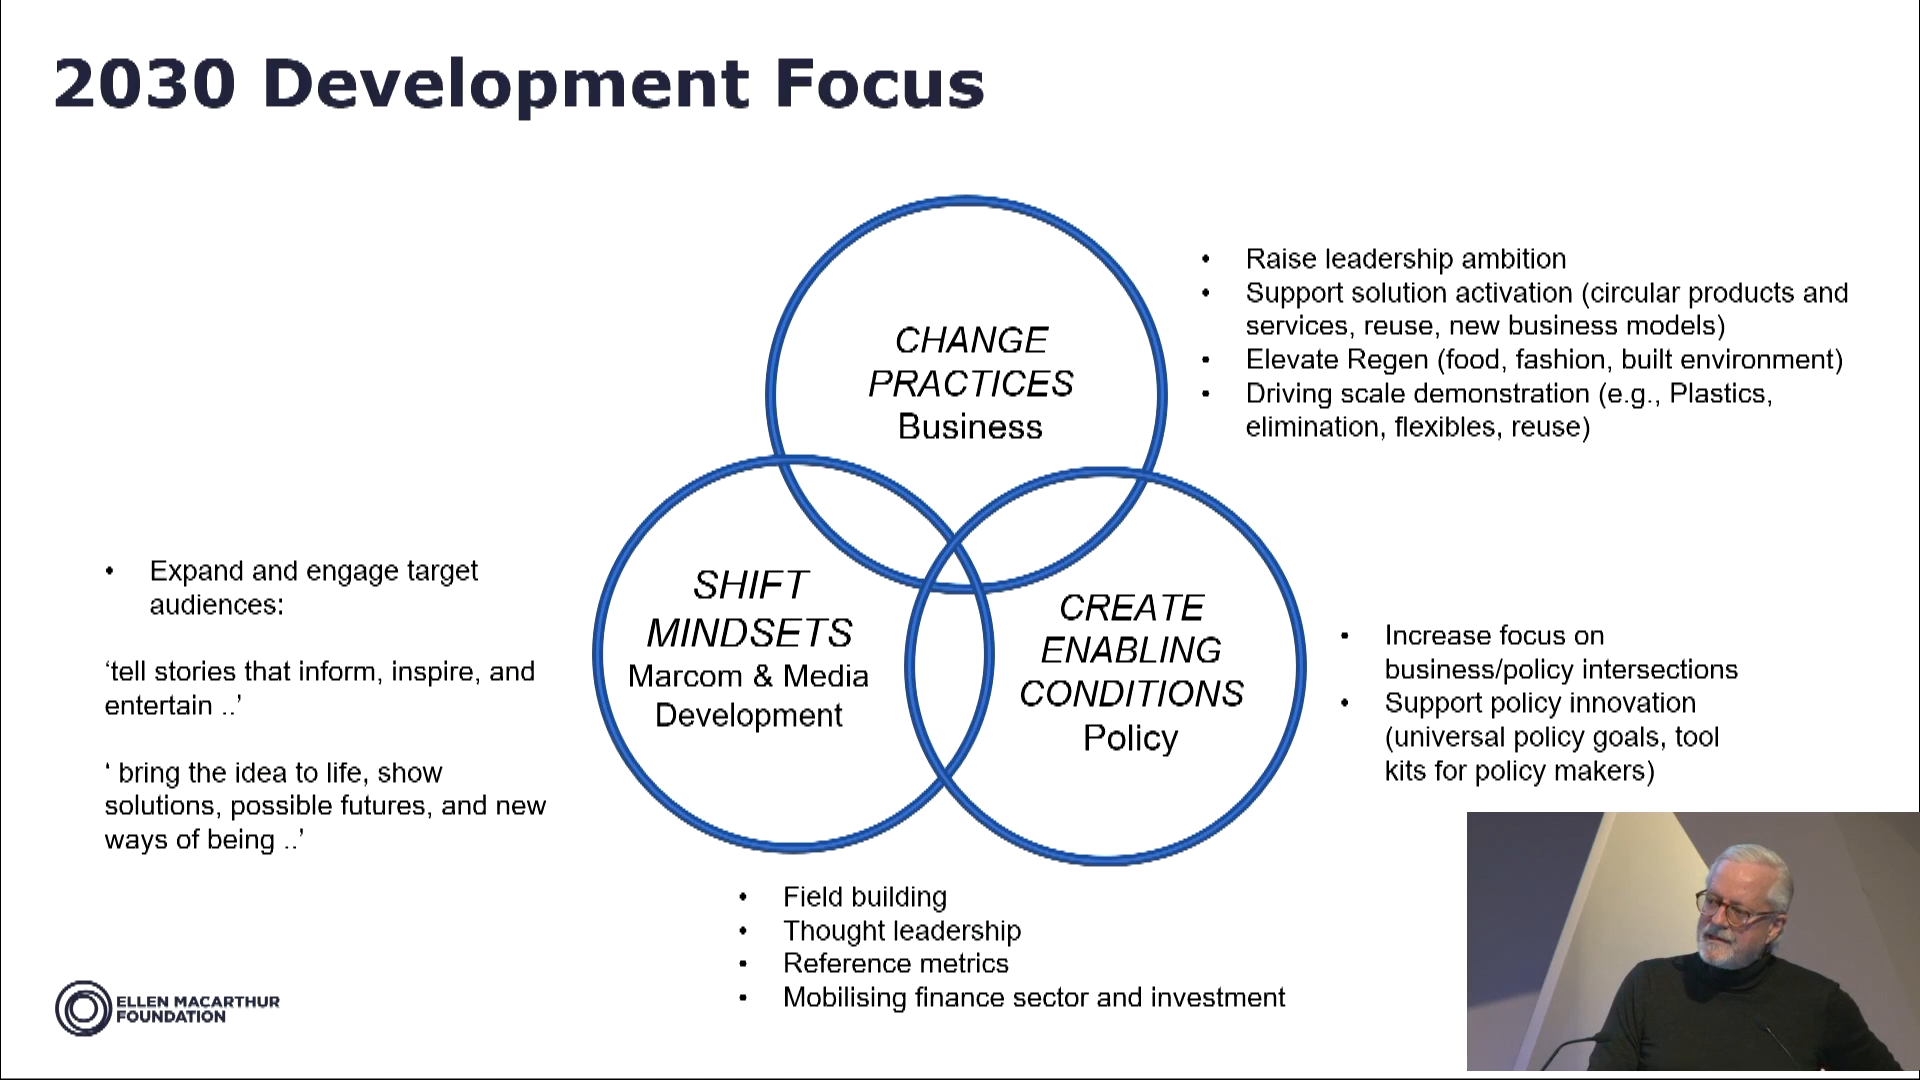 2030 Development Focus
CHANGE
PRACTICES
Business
• Raise leadership ambition
• Support solution activation (circular products and
services, reuse, new business models)
• Elevate Regen (food, fashion, built environment)
• Driving scale demonstration (e.g., Plastics,
elimination, flexibles, reuse)
• Expand and engage target
audiences:
‘tell stories that inform, inspire, and
entertain ..’
‘ bring the idea to life, show
solutions, possible futures, and new
ways of being ..’
SHIFT
MINDSETS
Marcom & Media
Development
CREATE
ENABLING
CONDITIONS
Policy
• Increase focus on
business/policy intersections
• Support policy innovation
(universal policy goals, tool
kits for policy makers)
• Field building
• Thought leadership
• Reference metrics
• Mobilising finance sector and investment
ELLEN MACARTHUR
FOUNDATION